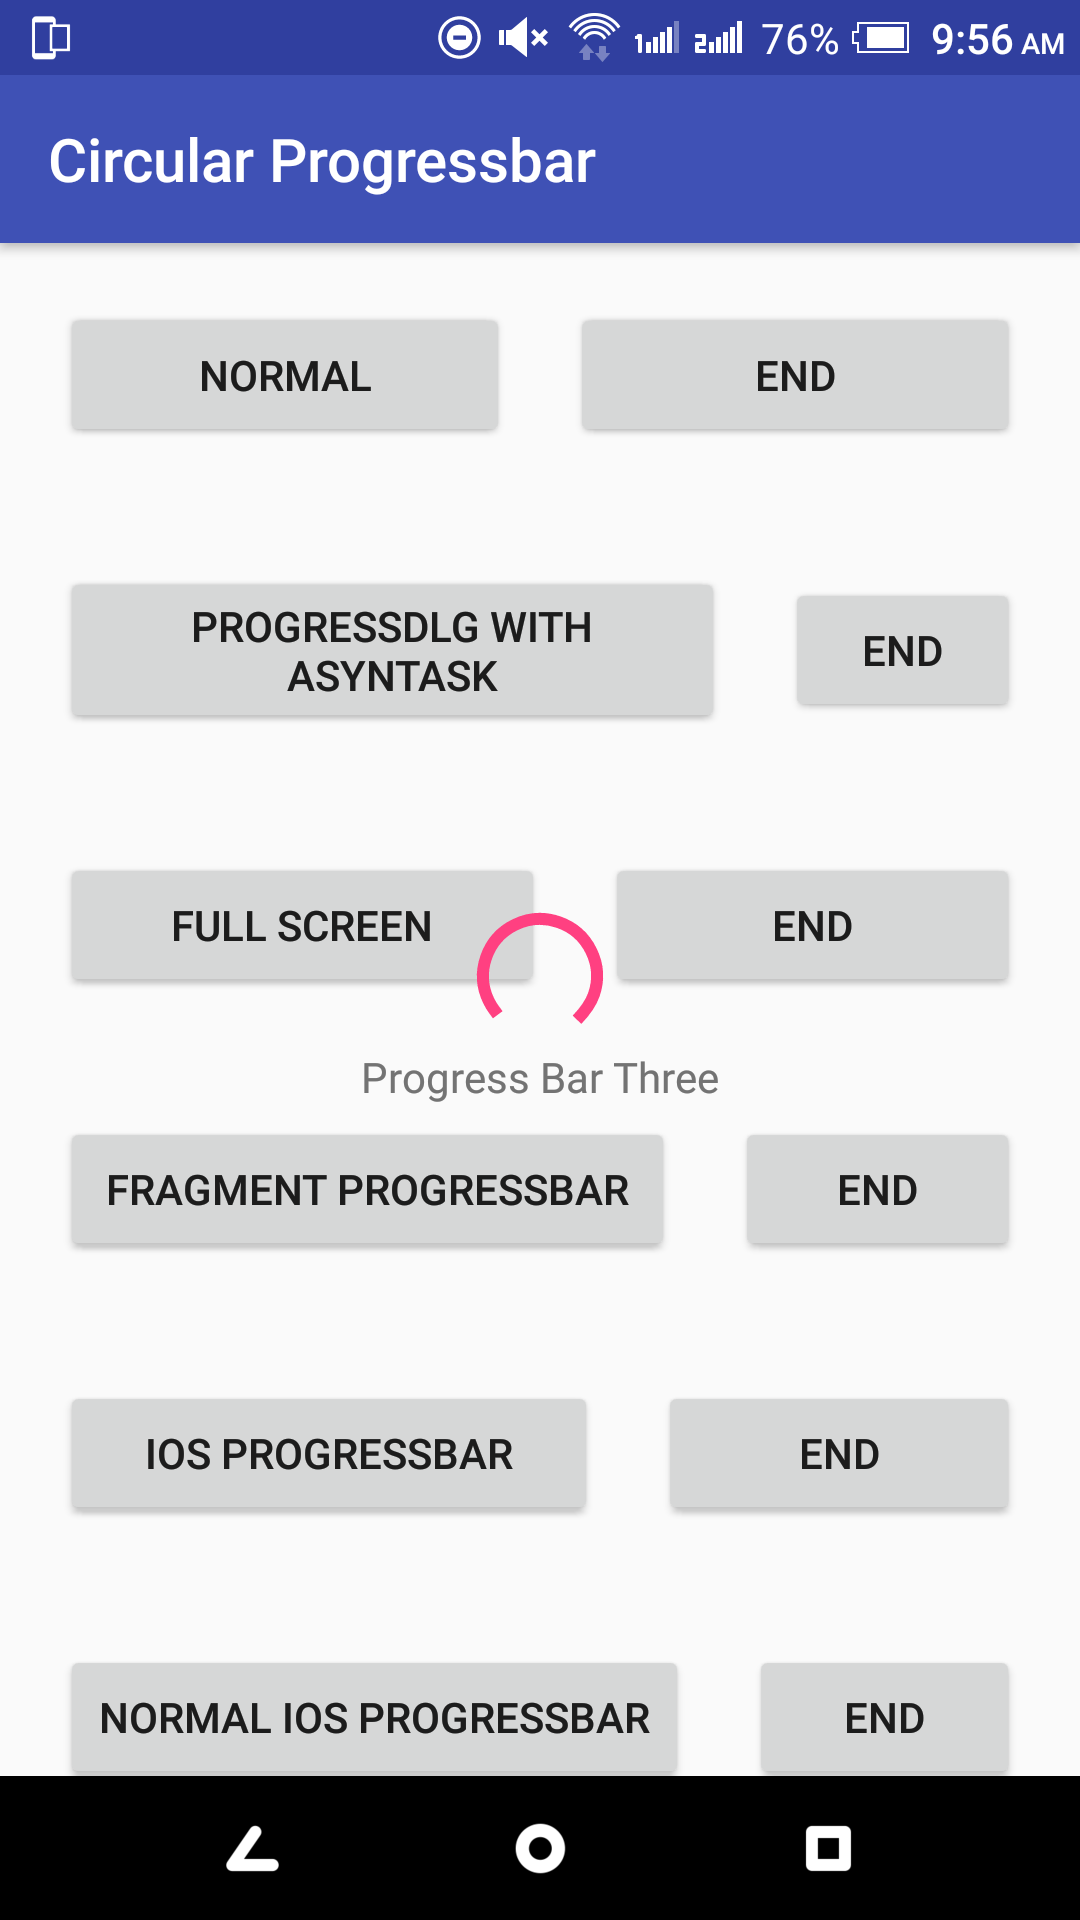 76% 9:56 AM
Circular Progressbar
NORMAL END
PROGRESSDLG WITH
ASYNTASK
END
FULL SCREEN END
Progress Bar Three
FRAGMENT PROGRESSBAR END
IOS PROGRESSBAR END
NORMAL IOS PROGRESSBAR END